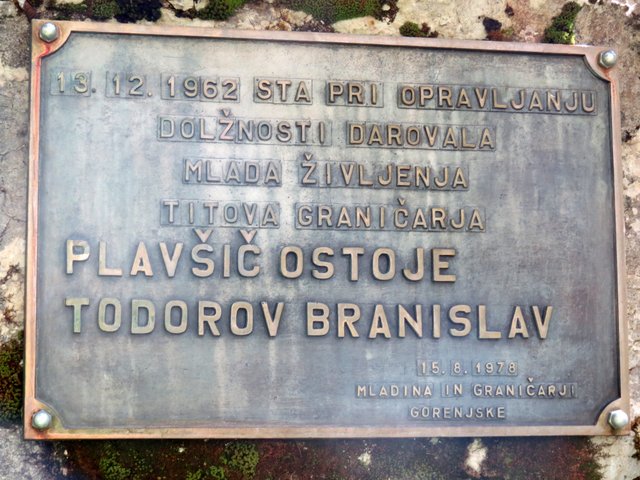 13. 12. 1962 STA PRI OPRAVLJANJU
DOLŽNOSTI DAROVALA
MLADA ŽIVLJENJA
TITOVA GRANIČARJA
PLAVŠIČ OSTOJE
TODOROV BRANISLAV
15. 8. 1978
MLADINA IN GRANIČARJI
GORENJSKE